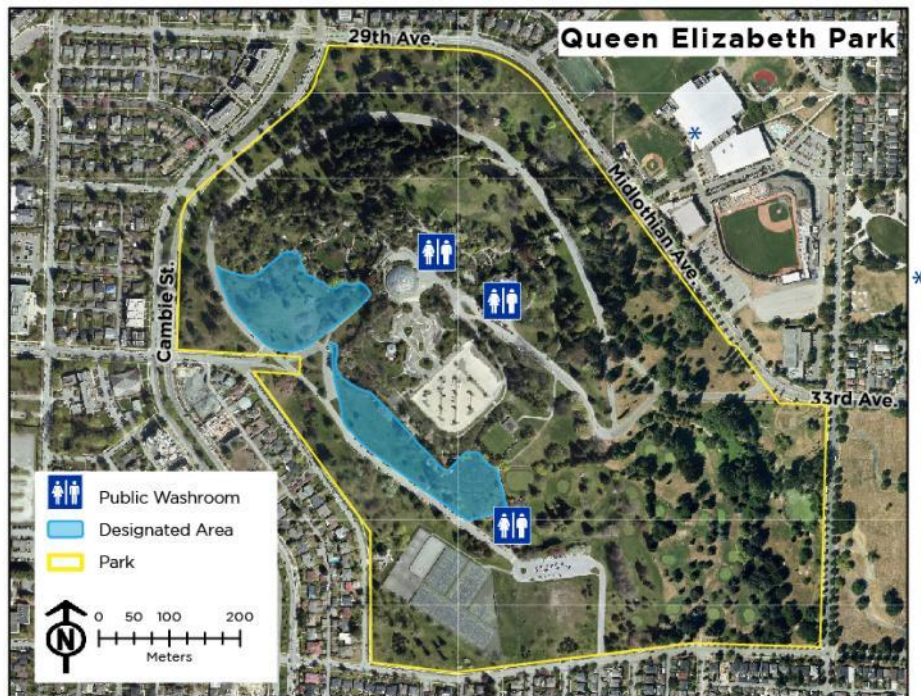 29th Ave.
Queen Elizabeth Park
*
Midlothian Ave.
*
Cambie St.
33rd Ave.
Public Washroom
Designated Area
Park
N
0 50 100 200
Meters